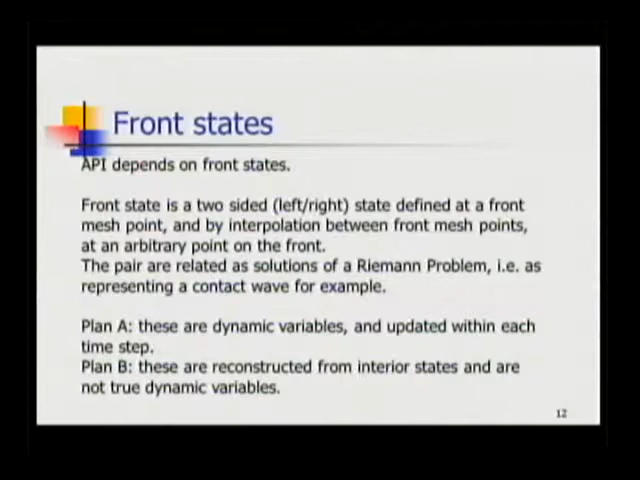 Front states
API depends on front states.
Front state is a two sided (left/right) state defined at a front
mesh point, and by interpolation between front mesh points,
at an arbitrary point on the front.
The pair are related as solutions of a Riemann Problem, i.e. as
representing a contact wave for example.
Plan A: these are dynamic variables, and updated within each
time step.
Plan B: these are reconstructed from interior states and are
not true dynamic variables.
12